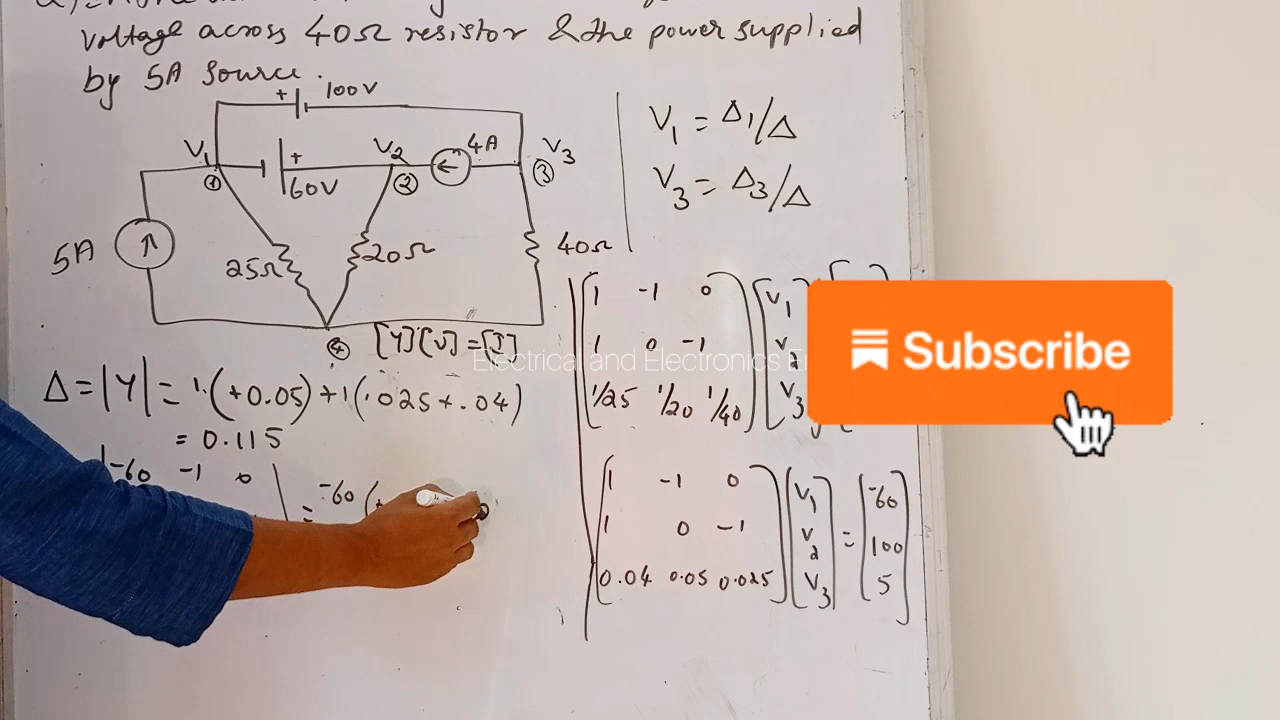 voltage across 40Ω resistor & the power supplied
by 5A source.
+ 100V
V1 + 60V V2 4A V3
① ② ③
5A 25Ω 20Ω 40Ω
④ [Y][V] = [J]
V1 = Δ1/Δ
V3 = Δ3/Δ
1 -1 0 V1
1 0 -1 V2
1/25 1/20 1/40 V3
Subscribe
Electrical and Electronics
Δ = |Y| = 1.(+0.05) +1(.025+.04)
= 0.115
-60 -1 0
= -60 (+
1 -1 0 V1 -60
1 0 -1 V2 = 100
0.04 0.05 0.025 V3 5